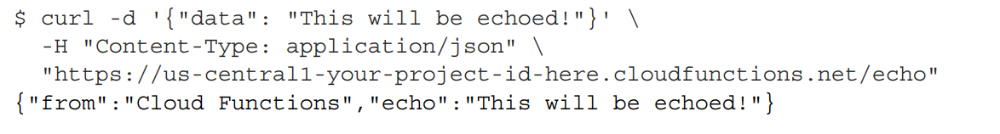 $ curl -d '{"data": "This will be echoed!"}' \
  -H "Content-Type: application/json" \
  "https://us-central1-your-project-id-here.cloudfunctions.net/echo"
{"from":"Cloud Functions","echo":"This will be echoed!"}